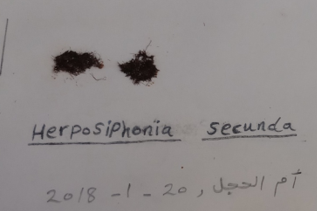 Herposiphonia secunda
أم الحجل , 20 - 1 - 2018